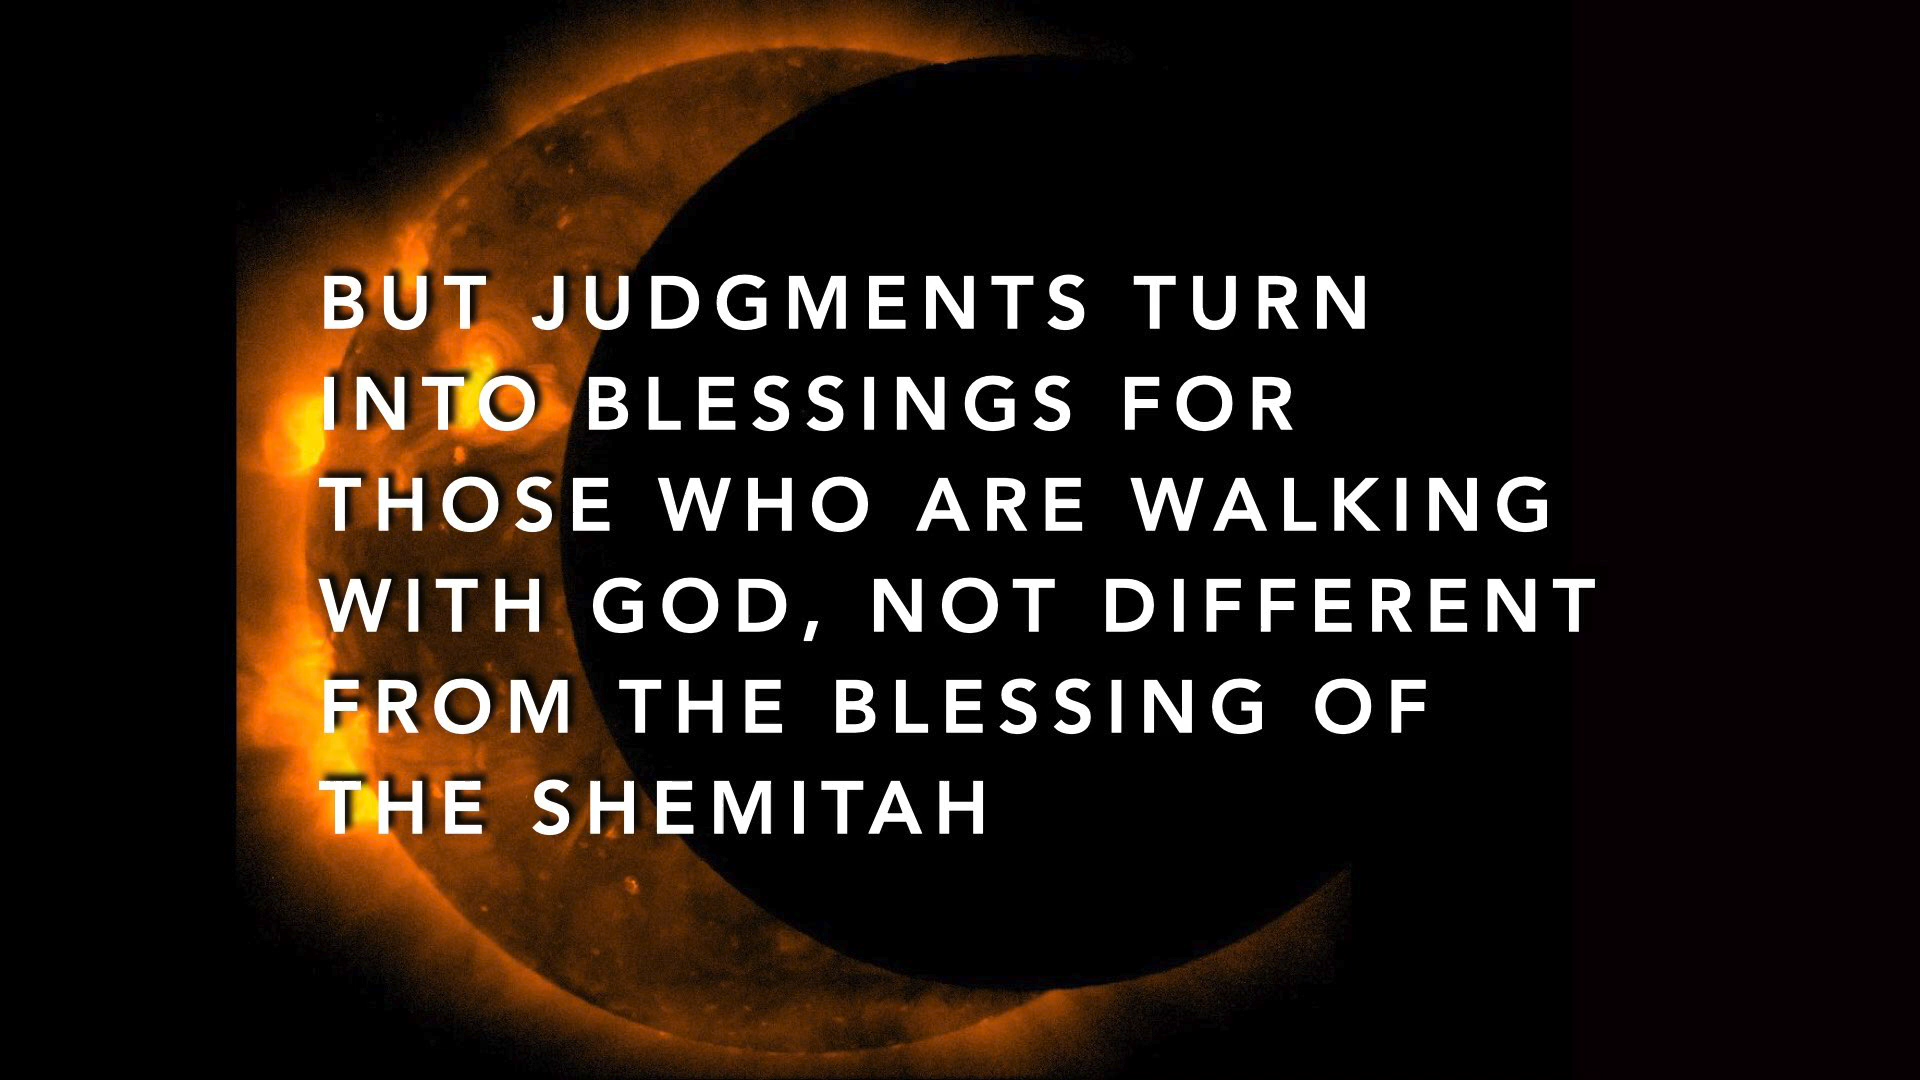 BUT JUDGMENTS TURN
INTO BLESSINGS FOR
THOSE WHO ARE WALKING
WITH GOD, NOT DIFFERENT
FROM THE BLESSING OF
THE SHEMITAH